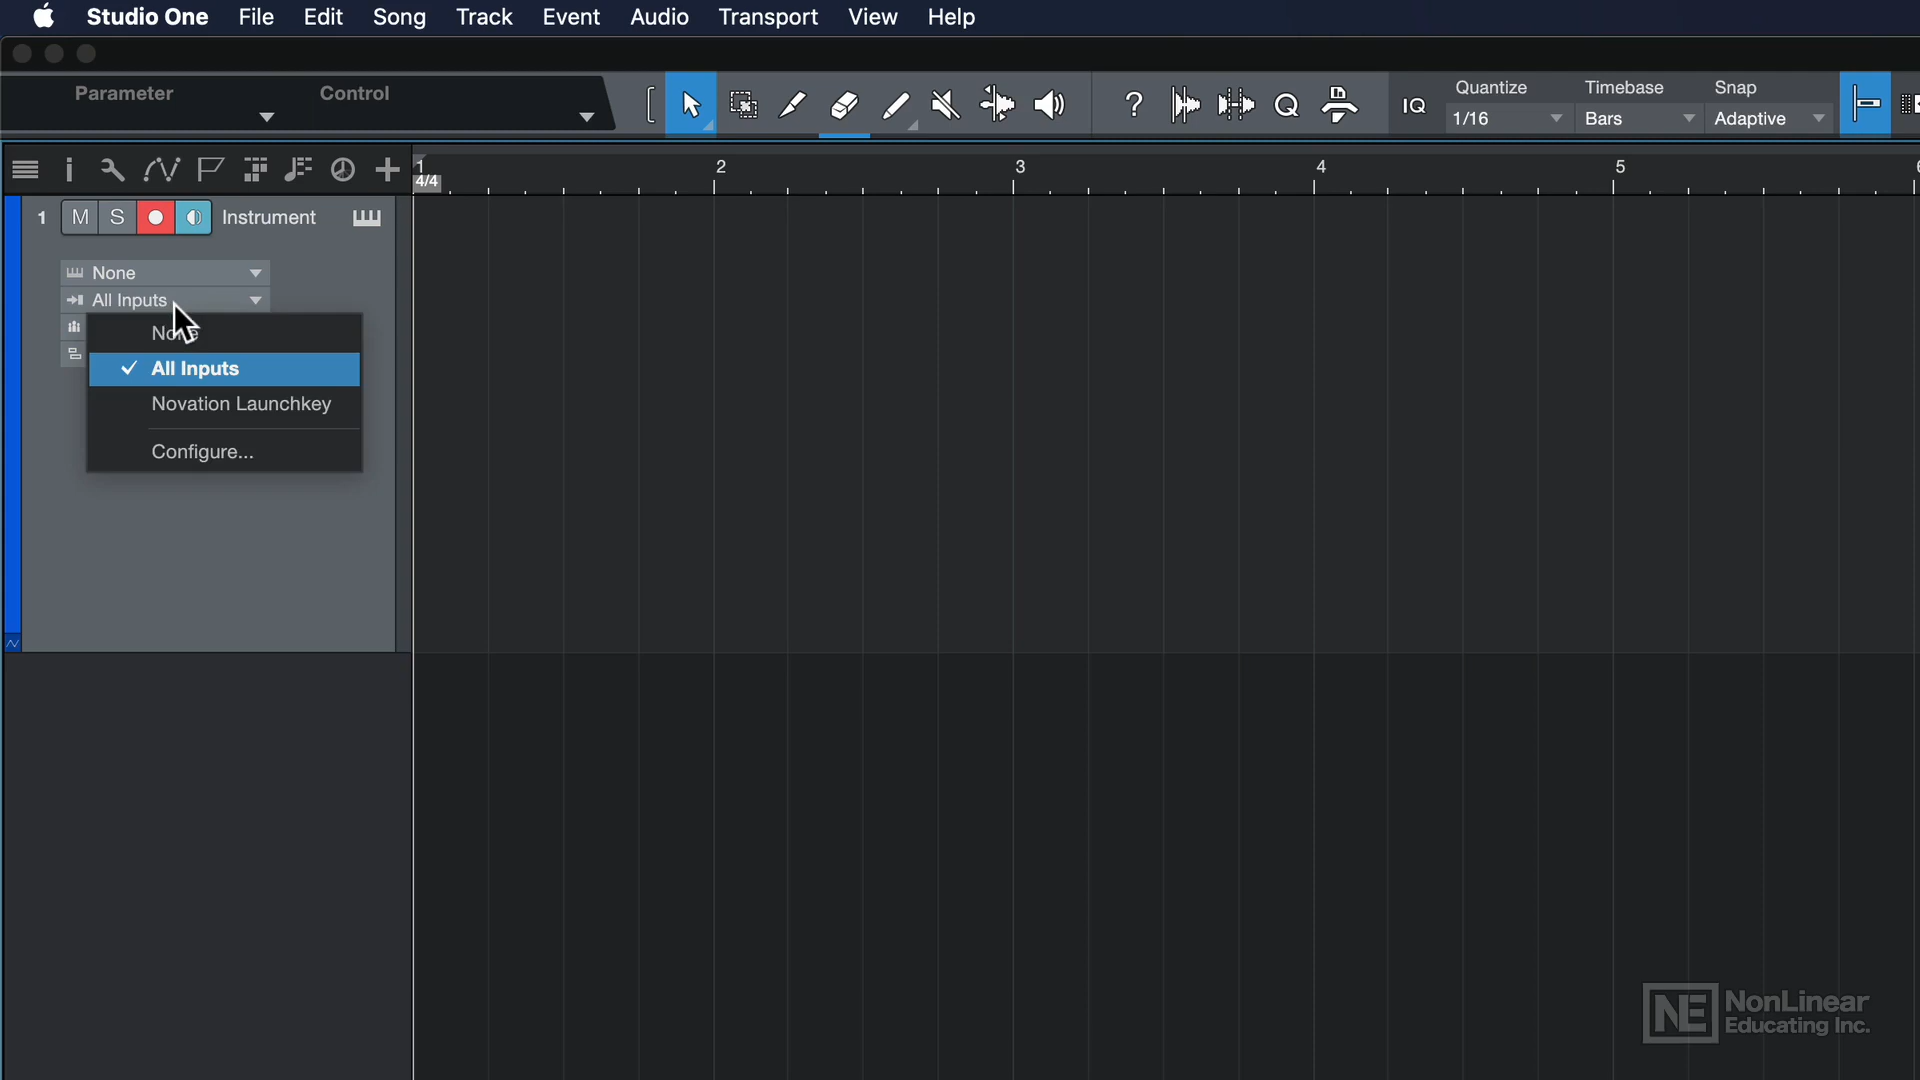 Studio One File Edit Song Track Event Audio Transport View Help
Parameter Control
Quantize Timebase Snap
IQ 1/16 Bars Adaptive
1 2 3 4 5
4/4
1 M S Instrument
None
All Inputs
None
All Inputs
Novation Launchkey
Configure...
NE NonLinear
Educating Inc.